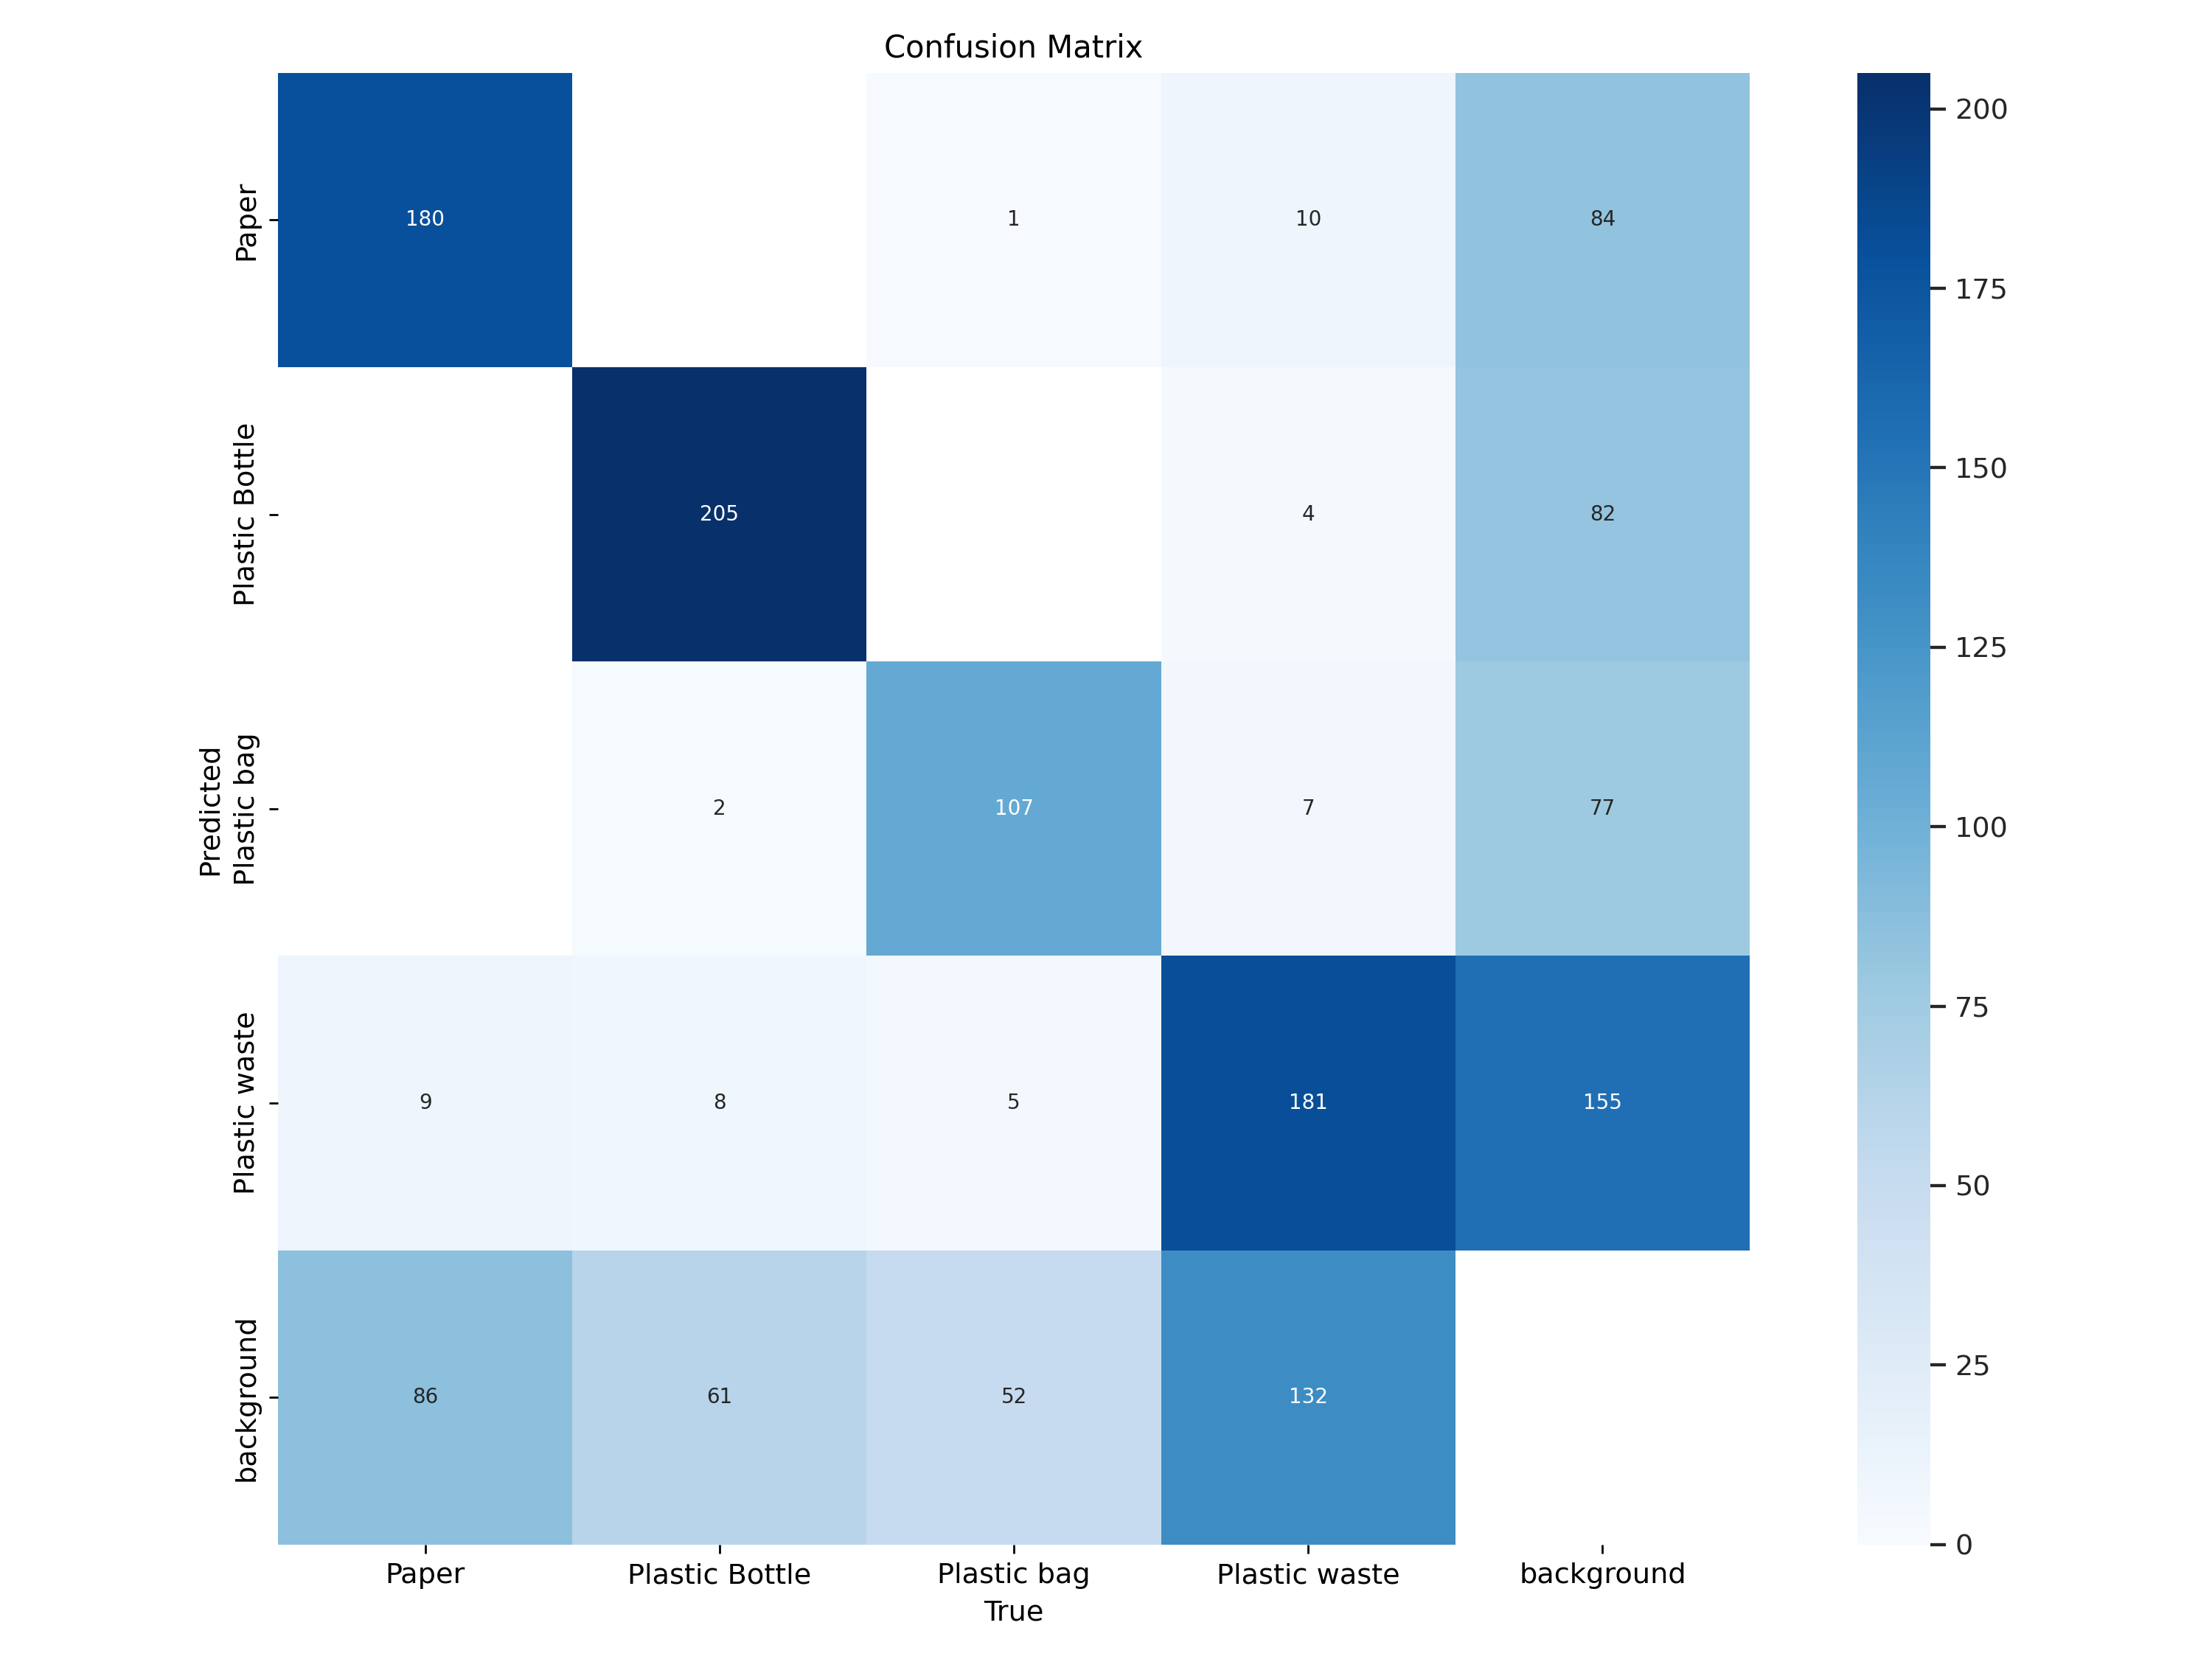 Confusion Matrix
Paper
180
1
10
84
Plastic Bottle
205
4
82
Predicted
Plastic bag
2
107
7
77
Plastic waste
9
8
5
181
155
background
86
61
52
132
Paper
Plastic Bottle
Plastic bag
Plastic waste
background
True
200
175
150
125
100
75
50
25
0